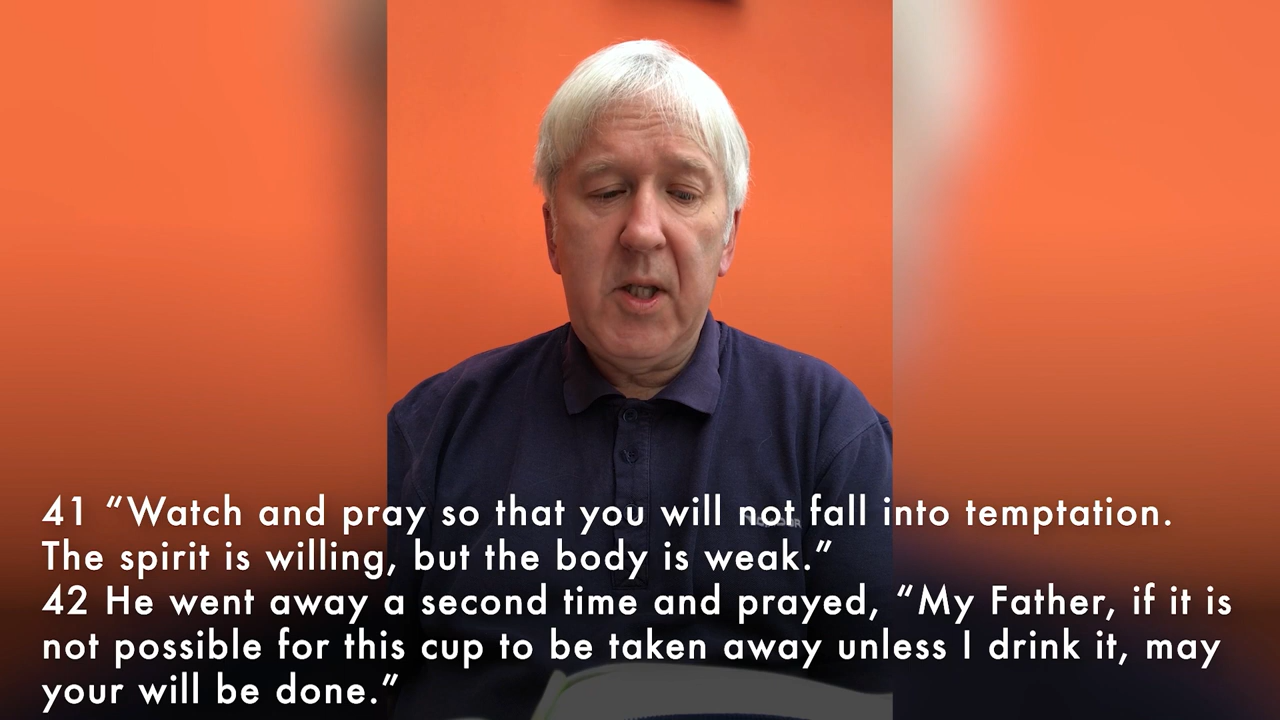 41 “Watch and pray so that you will not fall into temptation.
The spirit is willing, but the body is weak.”
42 He went away a second time and prayed, “My Father, if it is
not possible for this cup to be taken away unless I drink it, may
your will be done.”